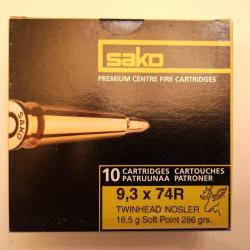 sako
PREMIUM CENTRE FIRE CARTRIDGES
SAKO
10 CARTRIDGES CARTOUCHES
PATRUUNAA PATRONER
9,3 x 74R
TWINHEAD NOSLER
18,5 g Soft Point 286 grs.